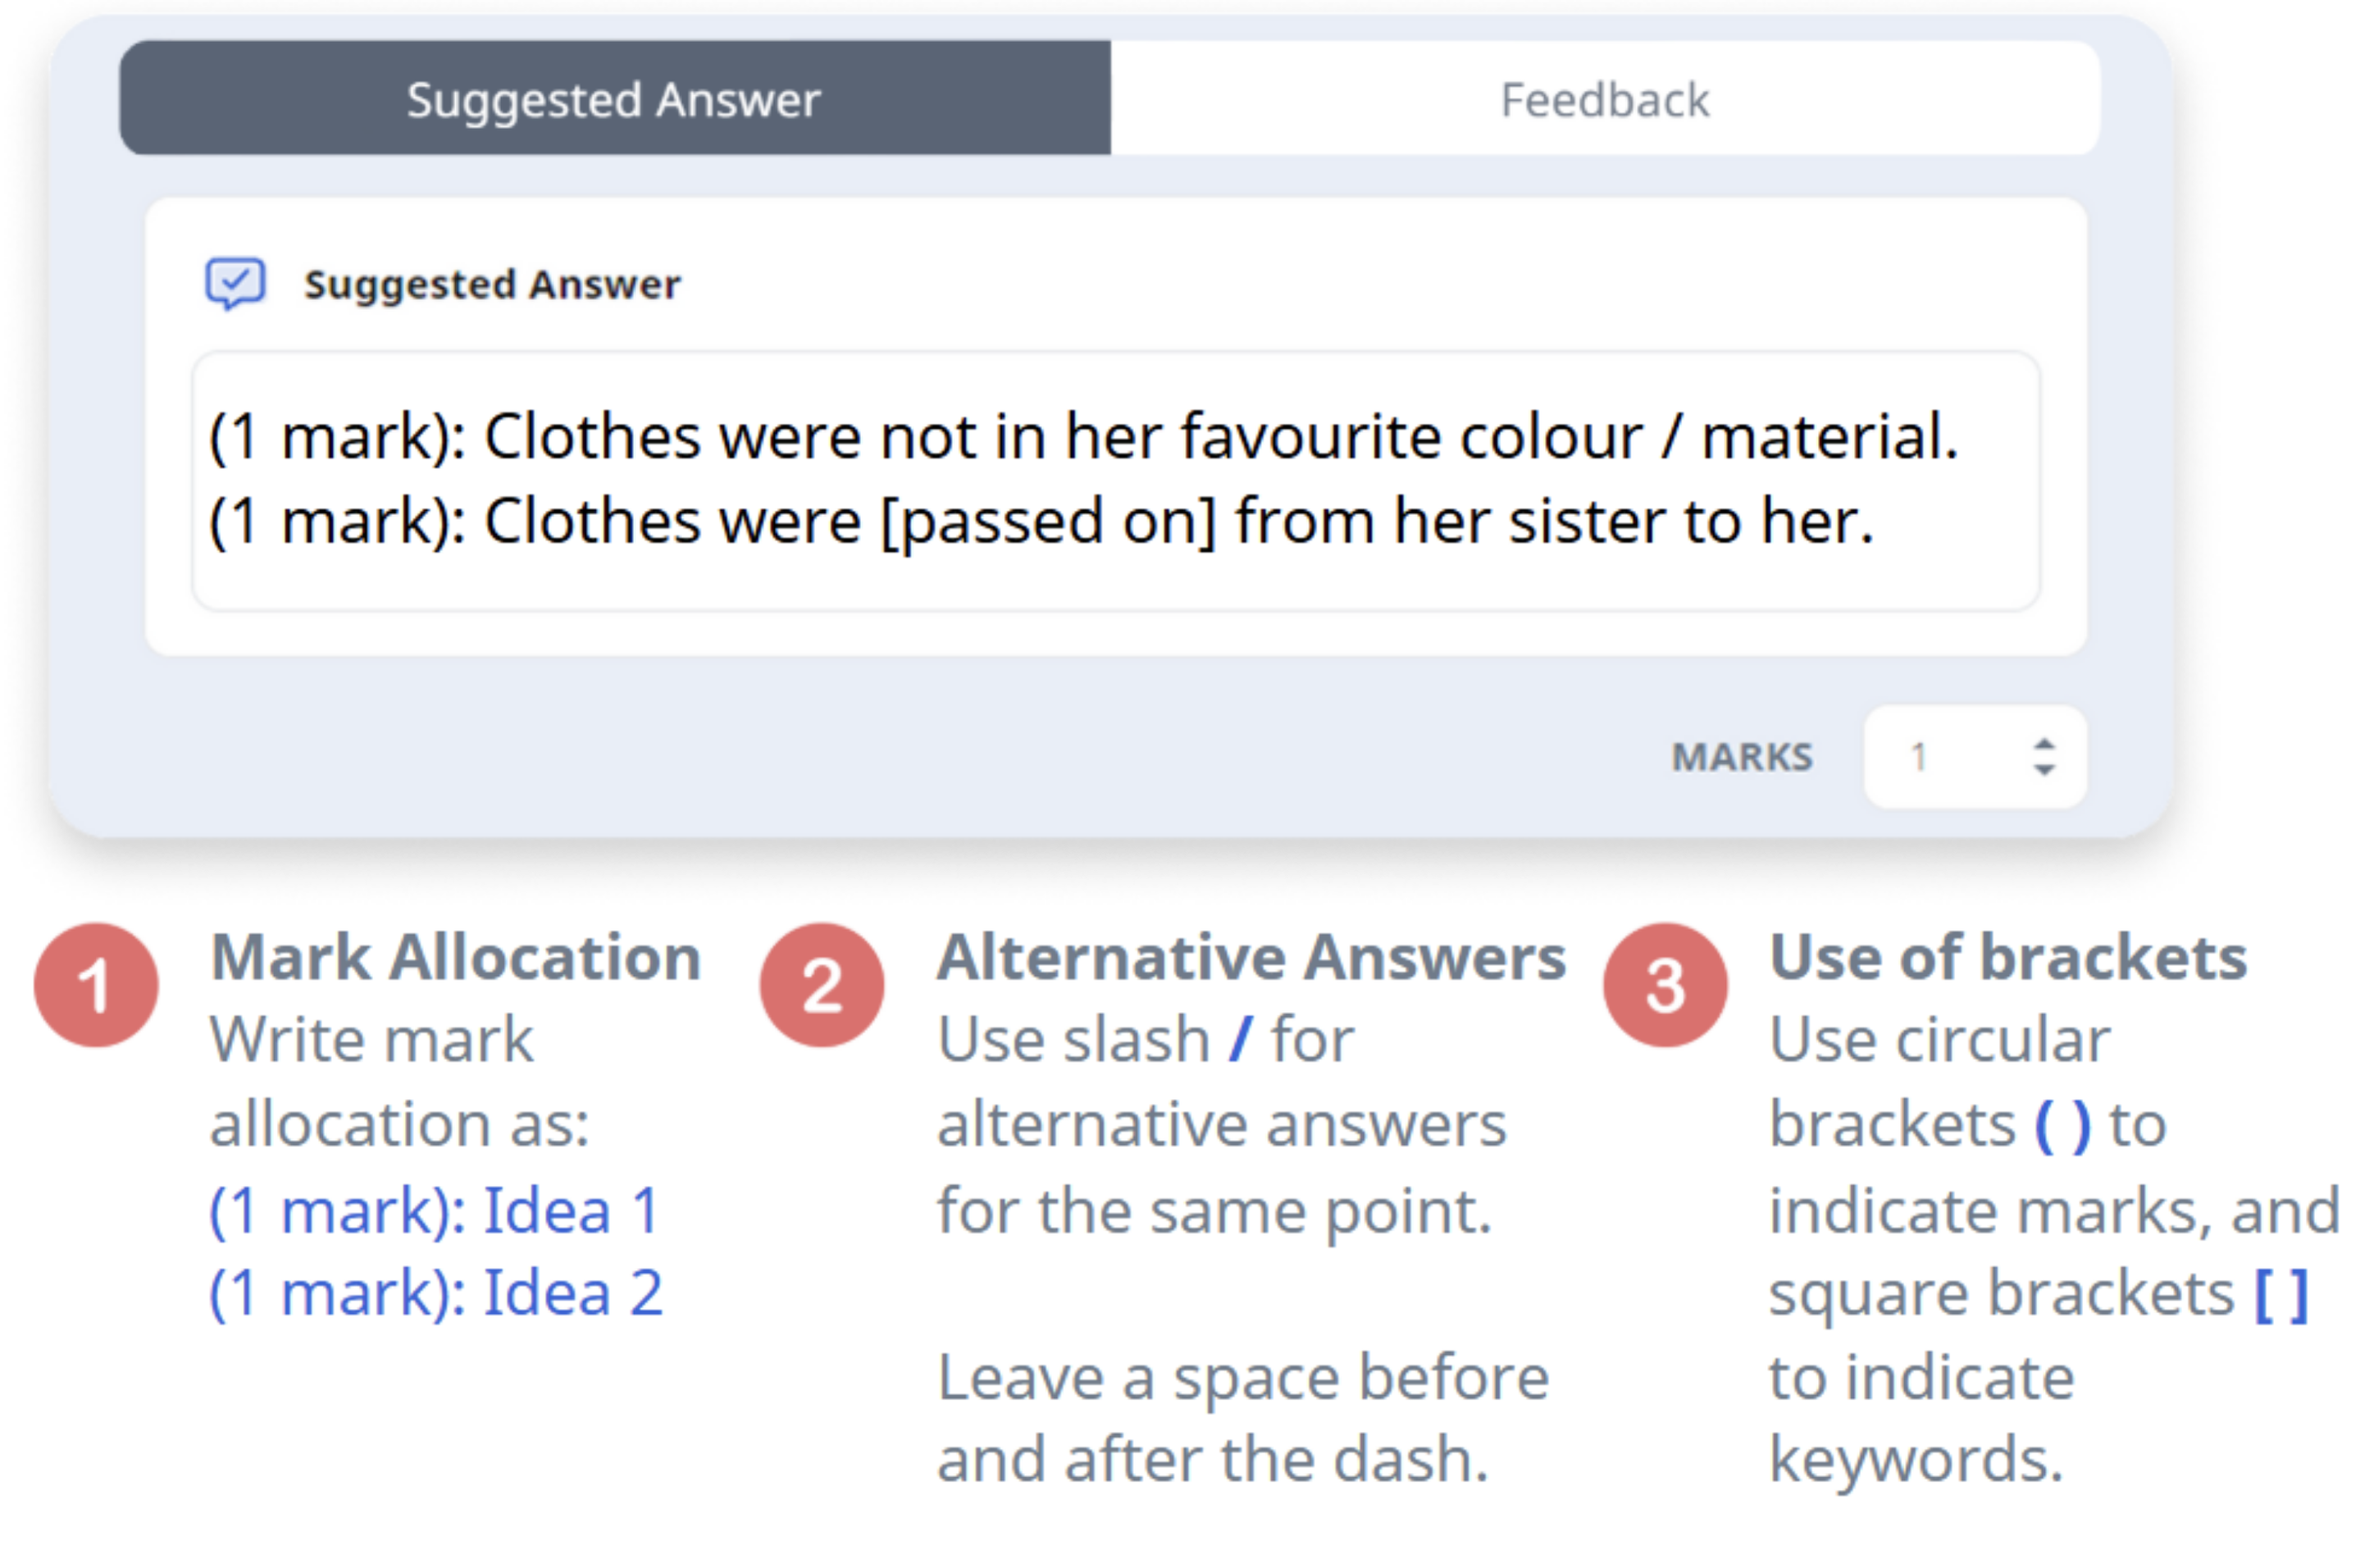 Suggested Answer
Feedback
Suggested Answer
(1 mark): Clothes were not in her favourite colour / material.
(1 mark): Clothes were [passed on] from her sister to her.
MARKS 1
1
Mark Allocation
Write mark
allocation as:
(1 mark): Idea 1
(1 mark): Idea 2
2
Alternative Answers
Use slash / for
alternative answers
for the same point.
Leave a space before
and after the dash.
3
Use of brackets
Use circular
brackets ( ) to
indicate marks, and
square brackets [ ]
to indicate
keywords.